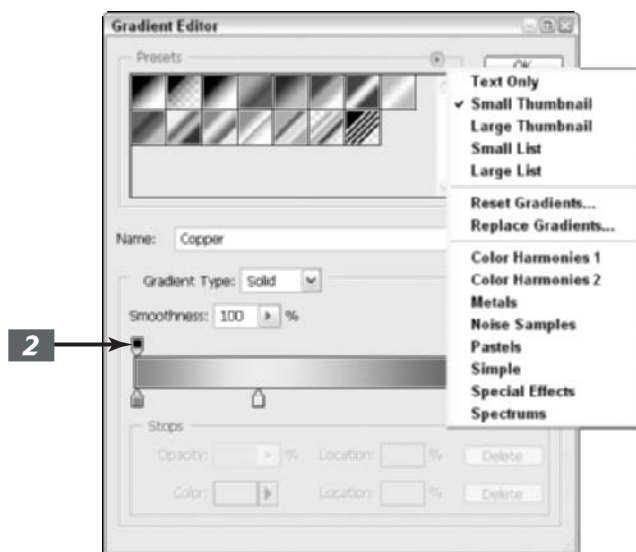 Gradient Editor
Presets
OK
Text Only
Small Thumbnail
Large Thumbnail
Small List
Large List
Reset Gradients...
Replace Gradients...
Color Harmonies 1
Color Harmonies 2
Metals
Noise Samples
Pastels
Simple
Special Effects
Spectrums
Name: Copper
Gradient Type: Solid
Smoothness: 100 %
2
Stops
Opacity: % Location: % Delete
Color: Location: % Delete